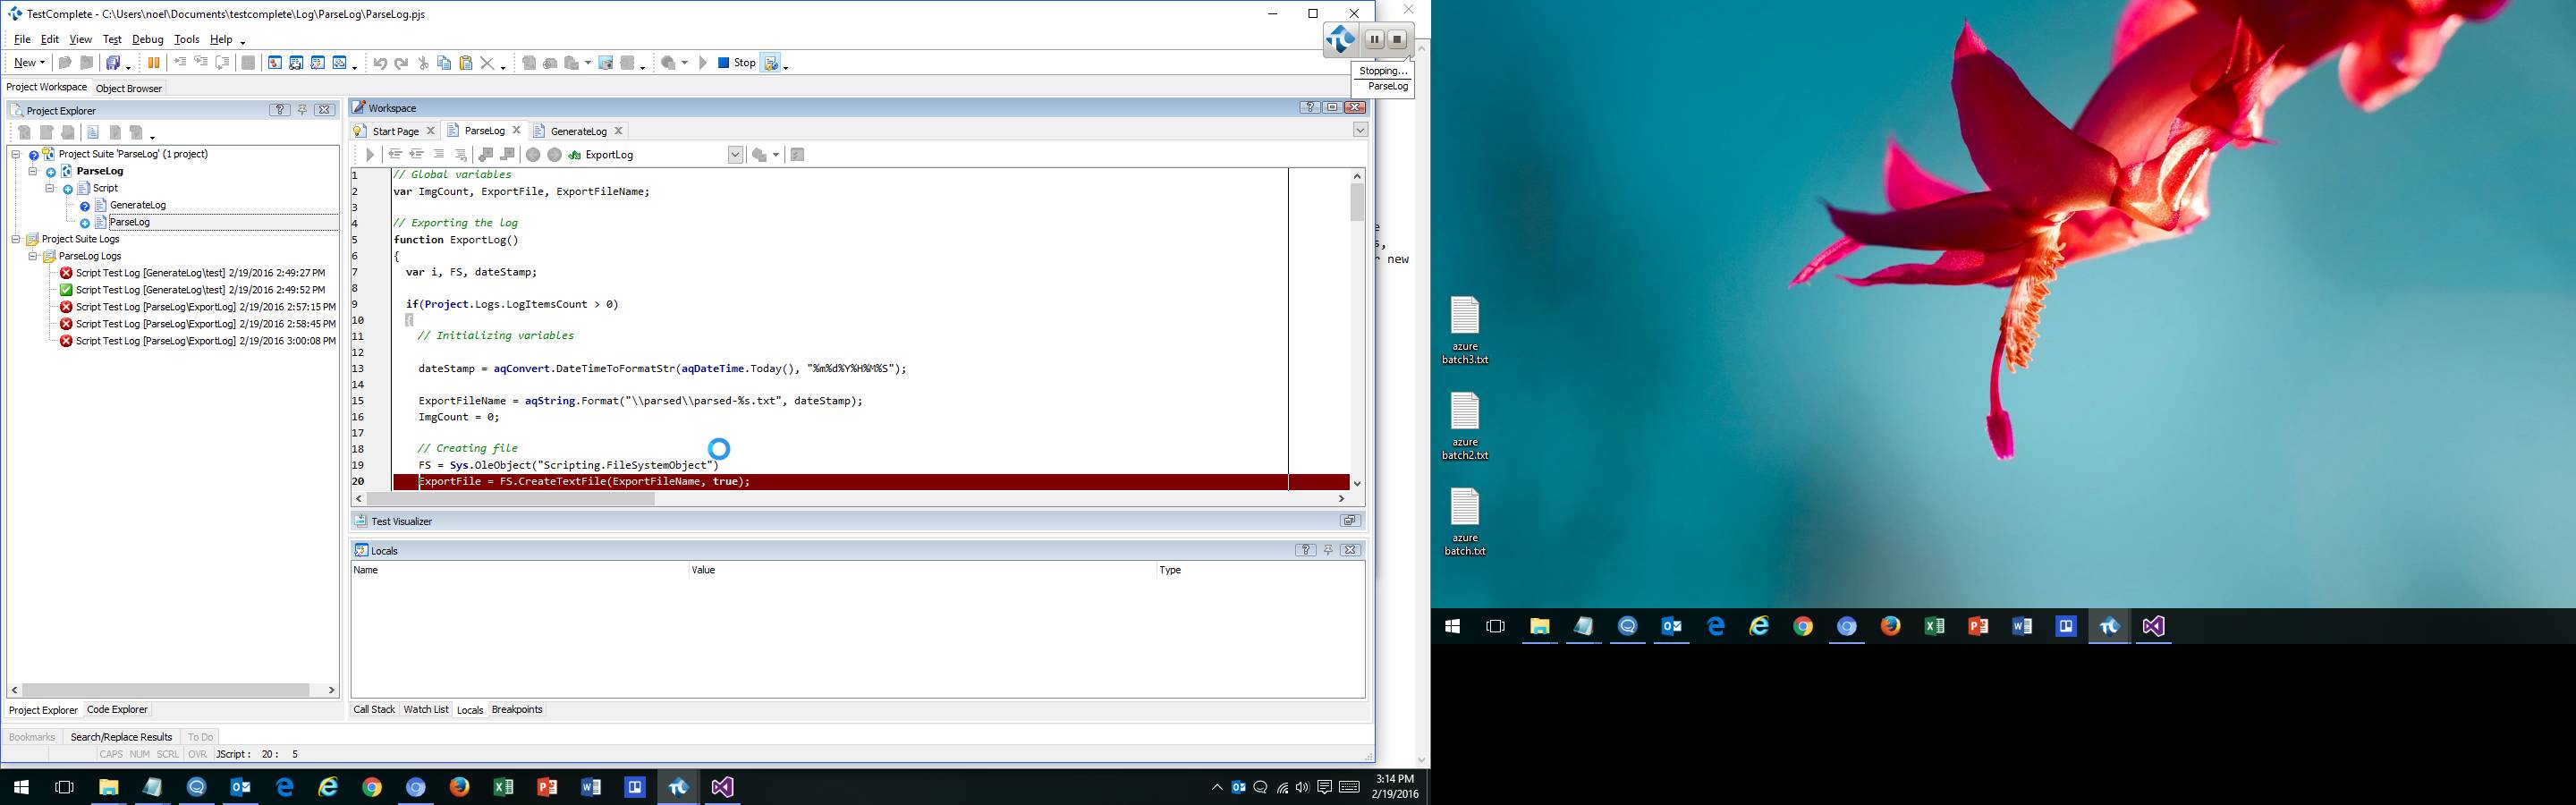 TestComplete - C:\Users\noel\Documents\testcomplete\Log\ParseLog\ParseLog.pjs
File Edit View Test Debug Tools Help
New
Stop
Stopping...
ParseLog
Project Workspace Object Browser
Project Explorer
Project Suite 'ParseLog' (1 project)
ParseLog
Script
GenerateLog
ParseLog
Project Suite Logs
ParseLog Logs
Script Test Log [GenerateLog\test] 2/19/2016 2:49:27 PM
Script Test Log [GenerateLog\test] 2/19/2016 2:49:52 PM
Script Test Log [ParseLog\ExportLog] 2/19/2016 2:57:15 PM
Script Test Log [ParseLog\ExportLog] 2/19/2016 2:58:45 PM
Script Test Log [ParseLog\ExportLog] 2/19/2016 3:00:08 PM
Project Explorer Code Explorer
Workspace
Start Page ParseLog GenerateLog
ExportLog
1 // Global variables
2 var ImgCount, ExportFile, ExportFileName;
3
4 // Exporting the log
5 function ExportLog()
6 {
7 var i, FS, dateStamp;
8
9 if(Project.Logs.LogItemsCount > 0)
10 {
11 // Initializing variables
12
13 dateStamp = aqConvert.DateTimeToFormatStr(aqDateTime.Today(), "%m%d%Y%H%M%S");
14
15 ExportFileName = aqString.Format("\\parsed\\parsed-%s.txt", dateStamp);
16 ImgCount = 0;
17
18 // Creating file
19 FS = Sys.OleObject("Scripting.FileSystemObject")
20 ExportFile = FS.CreateTextFile(ExportFileName, true);
Test Visualizer
Locals
Name Value Type
Call Stack Watch List Locals Breakpoints
Bookmarks Search/Replace Results To Do
CAPS NUM SCRL OVR JScript : 20 : 5
new
3:14 PM
2/19/2016
azure
batch3.txt
azure
batch2.txt
azure
batch.txt